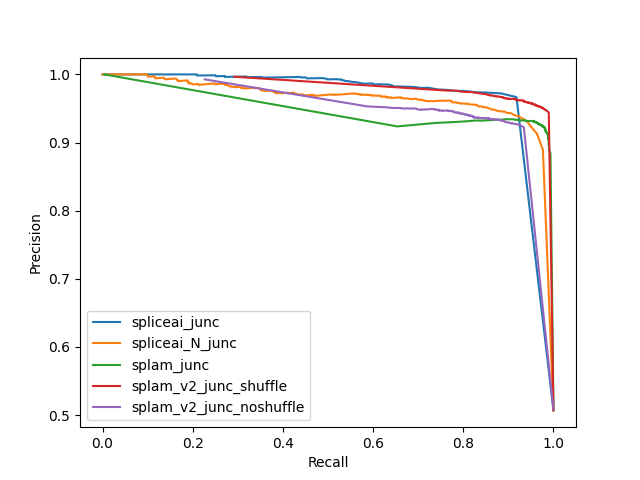 1.0
0.9
0.8
0.7
0.6
0.5
Precision
spliceai_junc
spliceai_N_junc
splam_junc
splam_v2_junc_shuffle
splam_v2_junc_noshuffle
0.0 0.2 0.4 0.6 0.8 1.0
Recall